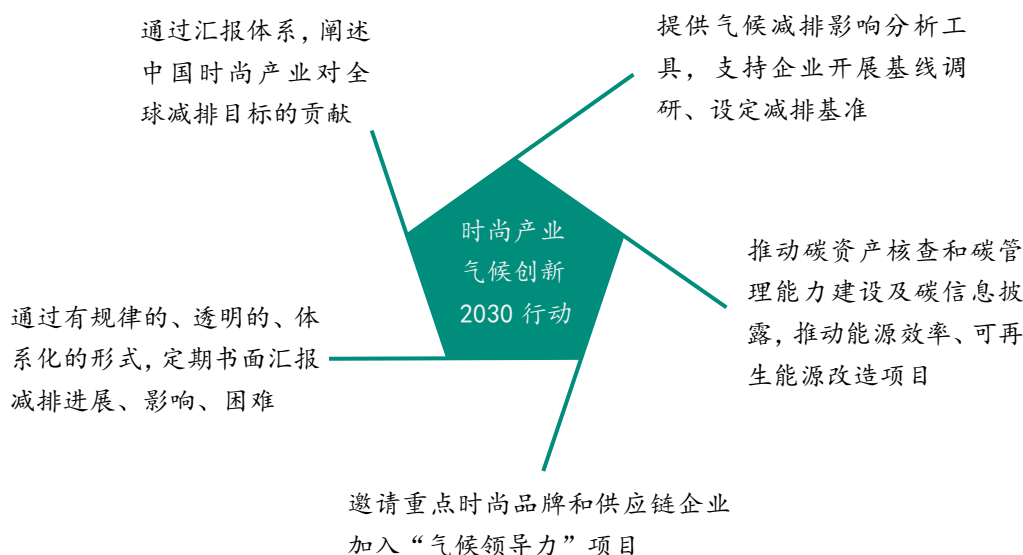 通过汇报体系，阐述
中国时尚产业对全
球减排目标的贡献
提供气候减排影响分析工
具，支持企业开展基线调
研、设定减排基准
时尚产业
气候创新
2030 行动
推动碳资产核查和碳管
理能力建设及碳信息披
露，推动能源效率、可再
生能源改造项目
通过有规律的、透明的、体
系化的形式，定期书面汇报
减排进展、影响、困难
邀请重点时尚品牌和供应链企业
加入“气候领导力”项目